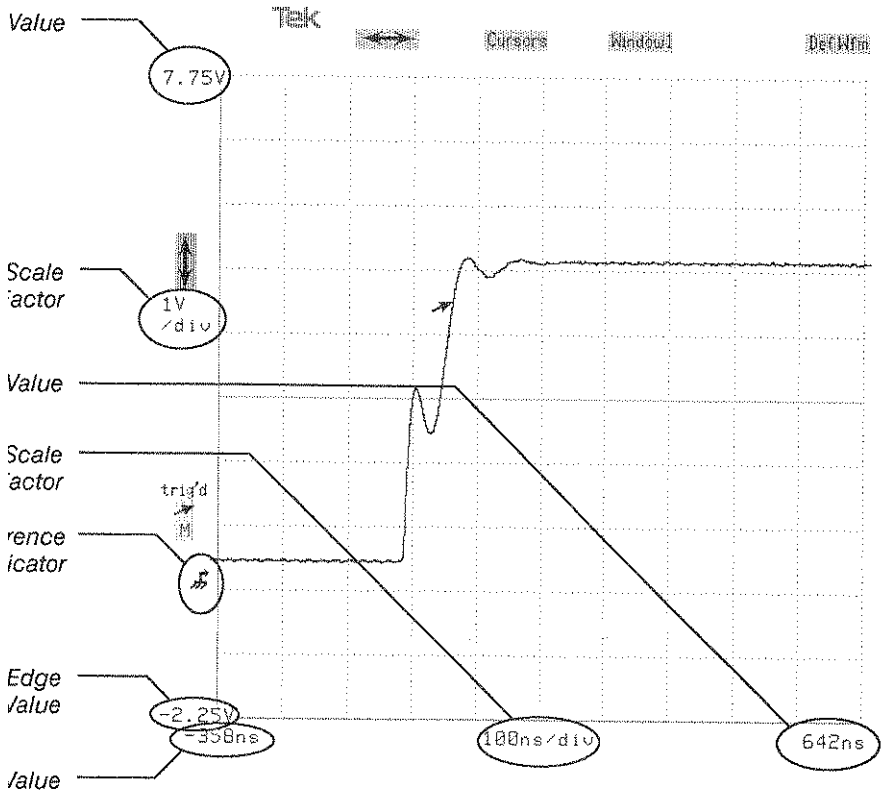 Tek
Value
Cursors
Window1
DefWfm
7.75V
Scale
actor
1V
/div
Value
Scale
actor
trig'd
M
rence
icator
Edge
Value
-2.25V
-358ns
100ns/div
642ns
Value